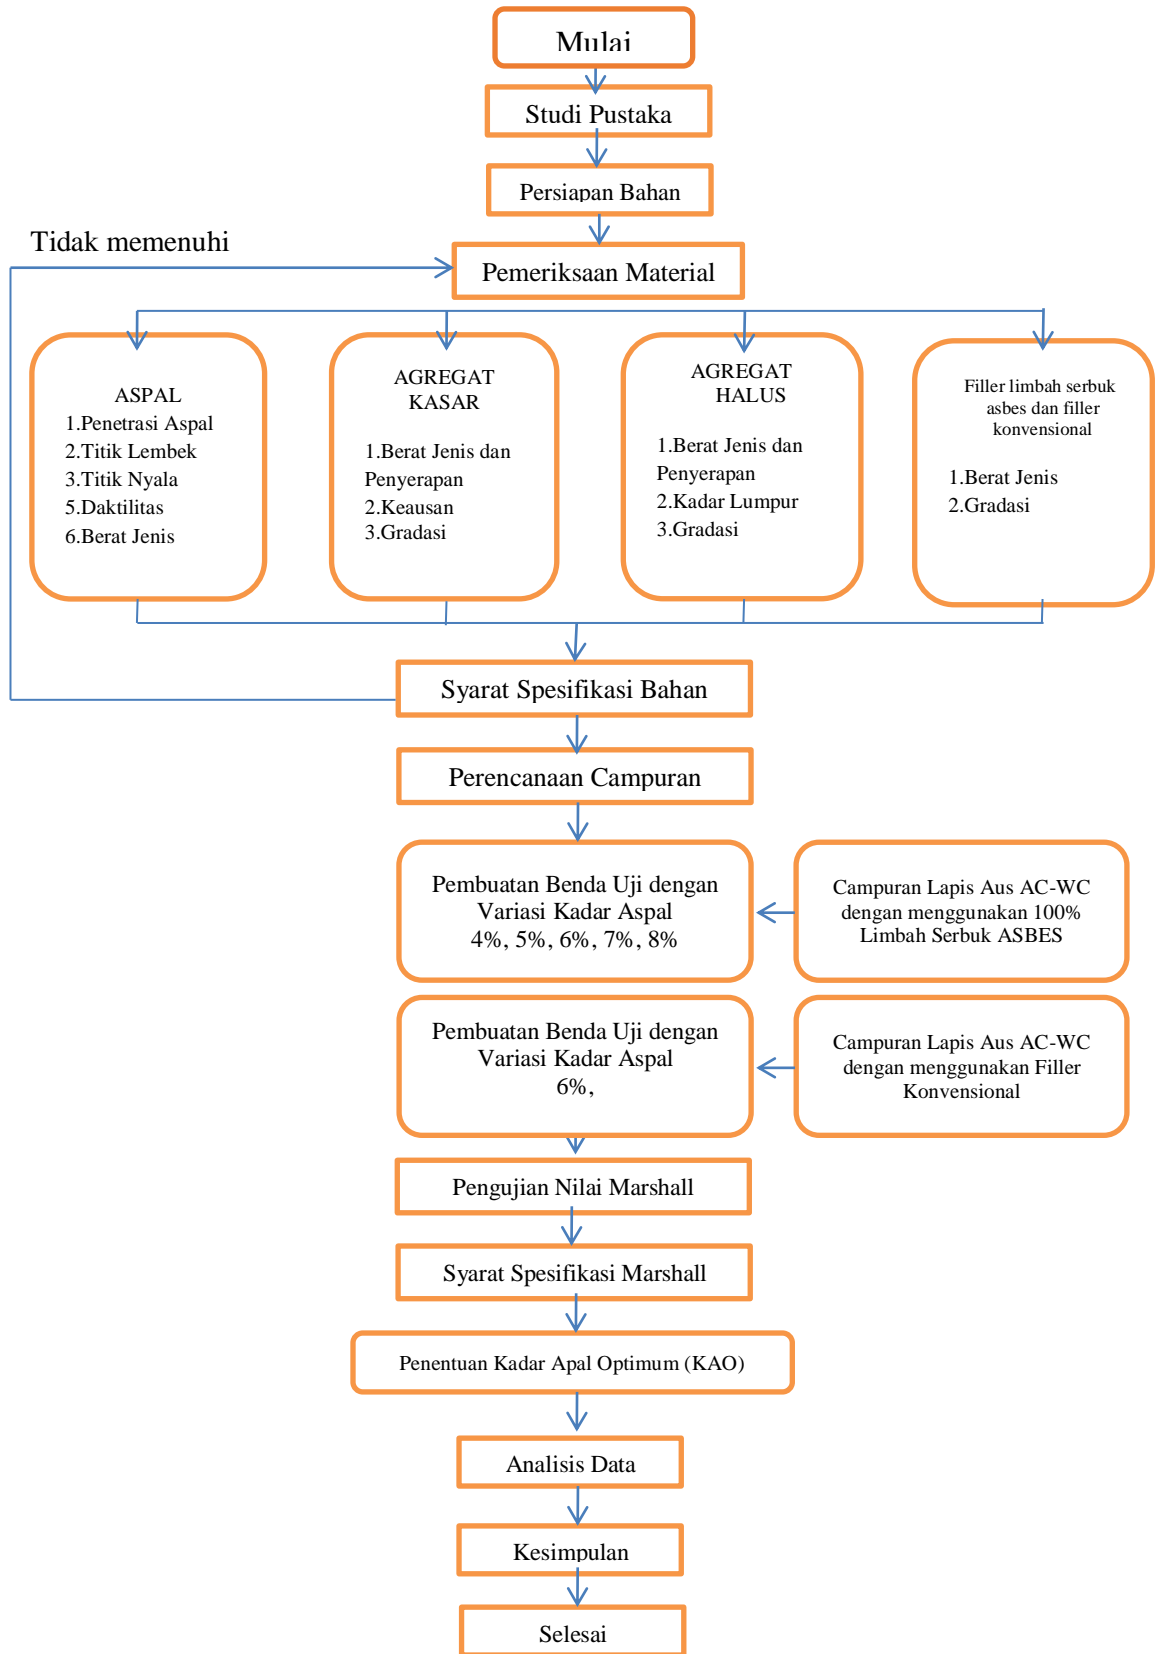 Mulai
Studi Pustaka
Persiapan Bahan
Tidak memenuhi
Pemeriksaan Material
ASPAL
1.Penetrasi Aspal
2.Titik Lembek
3.Titik Nyala
5.Daktilitas
6.Berat Jenis
AGREGAT
KASAR
1.Berat Jenis dan
Penyerapan
2.Keausan
3.Gradasi
AGREGAT
HALUS
1.Berat Jenis dan
Penyerapan
2.Kadar Lumpur
3.Gradasi
Filler limbah serbuk
asbes dan filler
konvensional
1.Berat Jenis
2.Gradasi
Syarat Spesifikasi Bahan
Perencanaan Campuran
Pembuatan Benda Uji dengan
Variasi Kadar Aspal
4%, 5%, 6%, 7%, 8%
Campuran Lapis Aus AC-WC
dengan menggunakan 100%
Limbah Serbuk ASBES
Pembuatan Benda Uji dengan
Variasi Kadar Aspal
6%,
Campuran Lapis Aus AC-WC
dengan menggunakan Filler
Konvensional
Pengujian Nilai Marshall
Syarat Spesifikasi Marshall
Penentuan Kadar Apal Optimum (KAO)
Analisis Data
Kesimpulan
Selesai